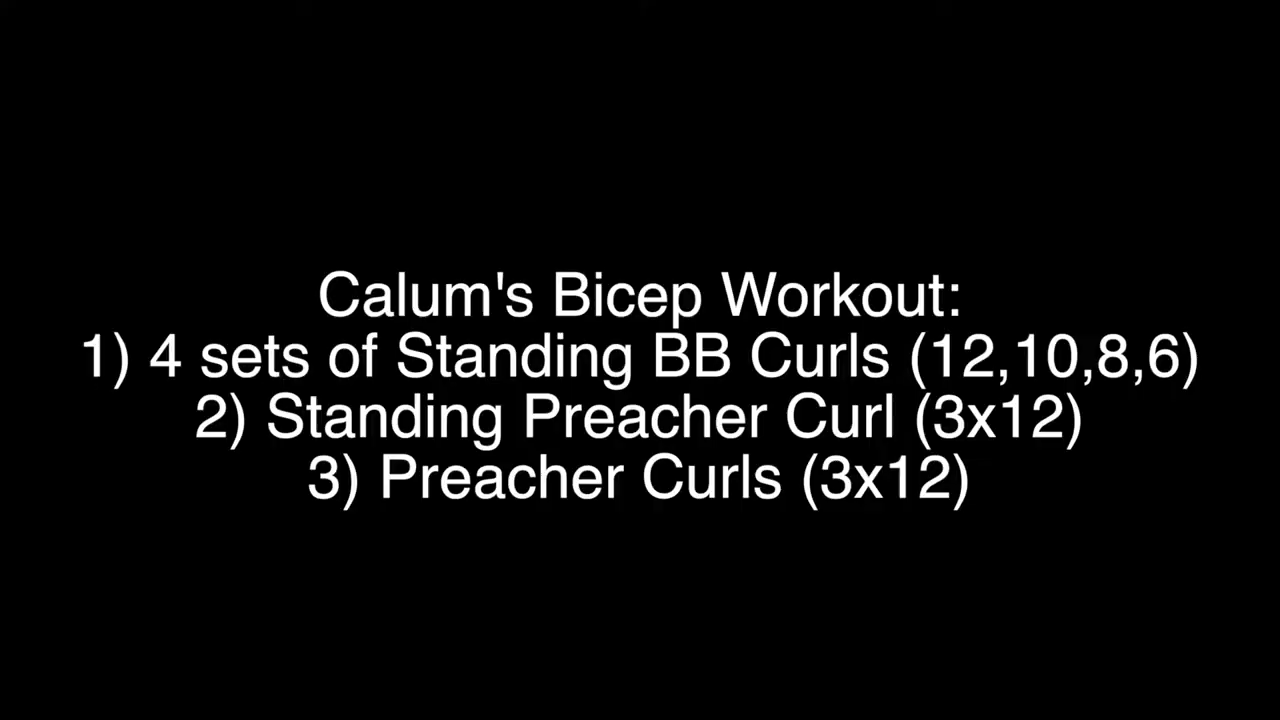 Calum's Bicep Workout:
1) 4 sets of Standing BB Curls (12,10,8,6)
2) Standing Preacher Curl (3x12)
3) Preacher Curls (3x12)